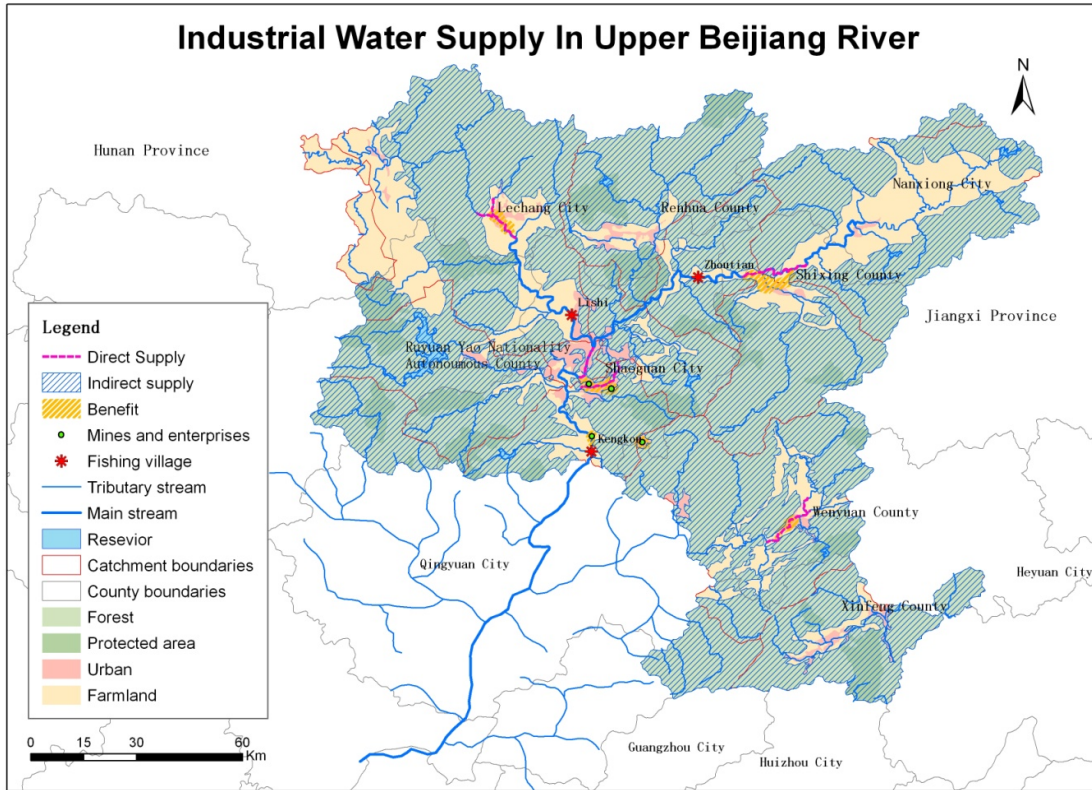 Industrial Water Supply In Upper Beijiang River
N
Hunan Province
Nanxiong City
Lechang City
Renhua County
Zhoutian
Shixing County
Lishi
Jiangxi Province
Ruyuan Yao Nationality
Autonoumous County
Shaoguan City
Kengkou
Wenyuan County
Qingyuan City
Heyuan City
Xinfeng County
Guangzhou City
Huizhou City
Legend
Direct Supply
Indirect supply
Benefit
Mines and enterprises
Fishing village
Tributary stream
Main stream
Resevior
Catchment boundaries
County boundaries
Forest
Protected area
Urban
Farmland
0 15 30 60
Km